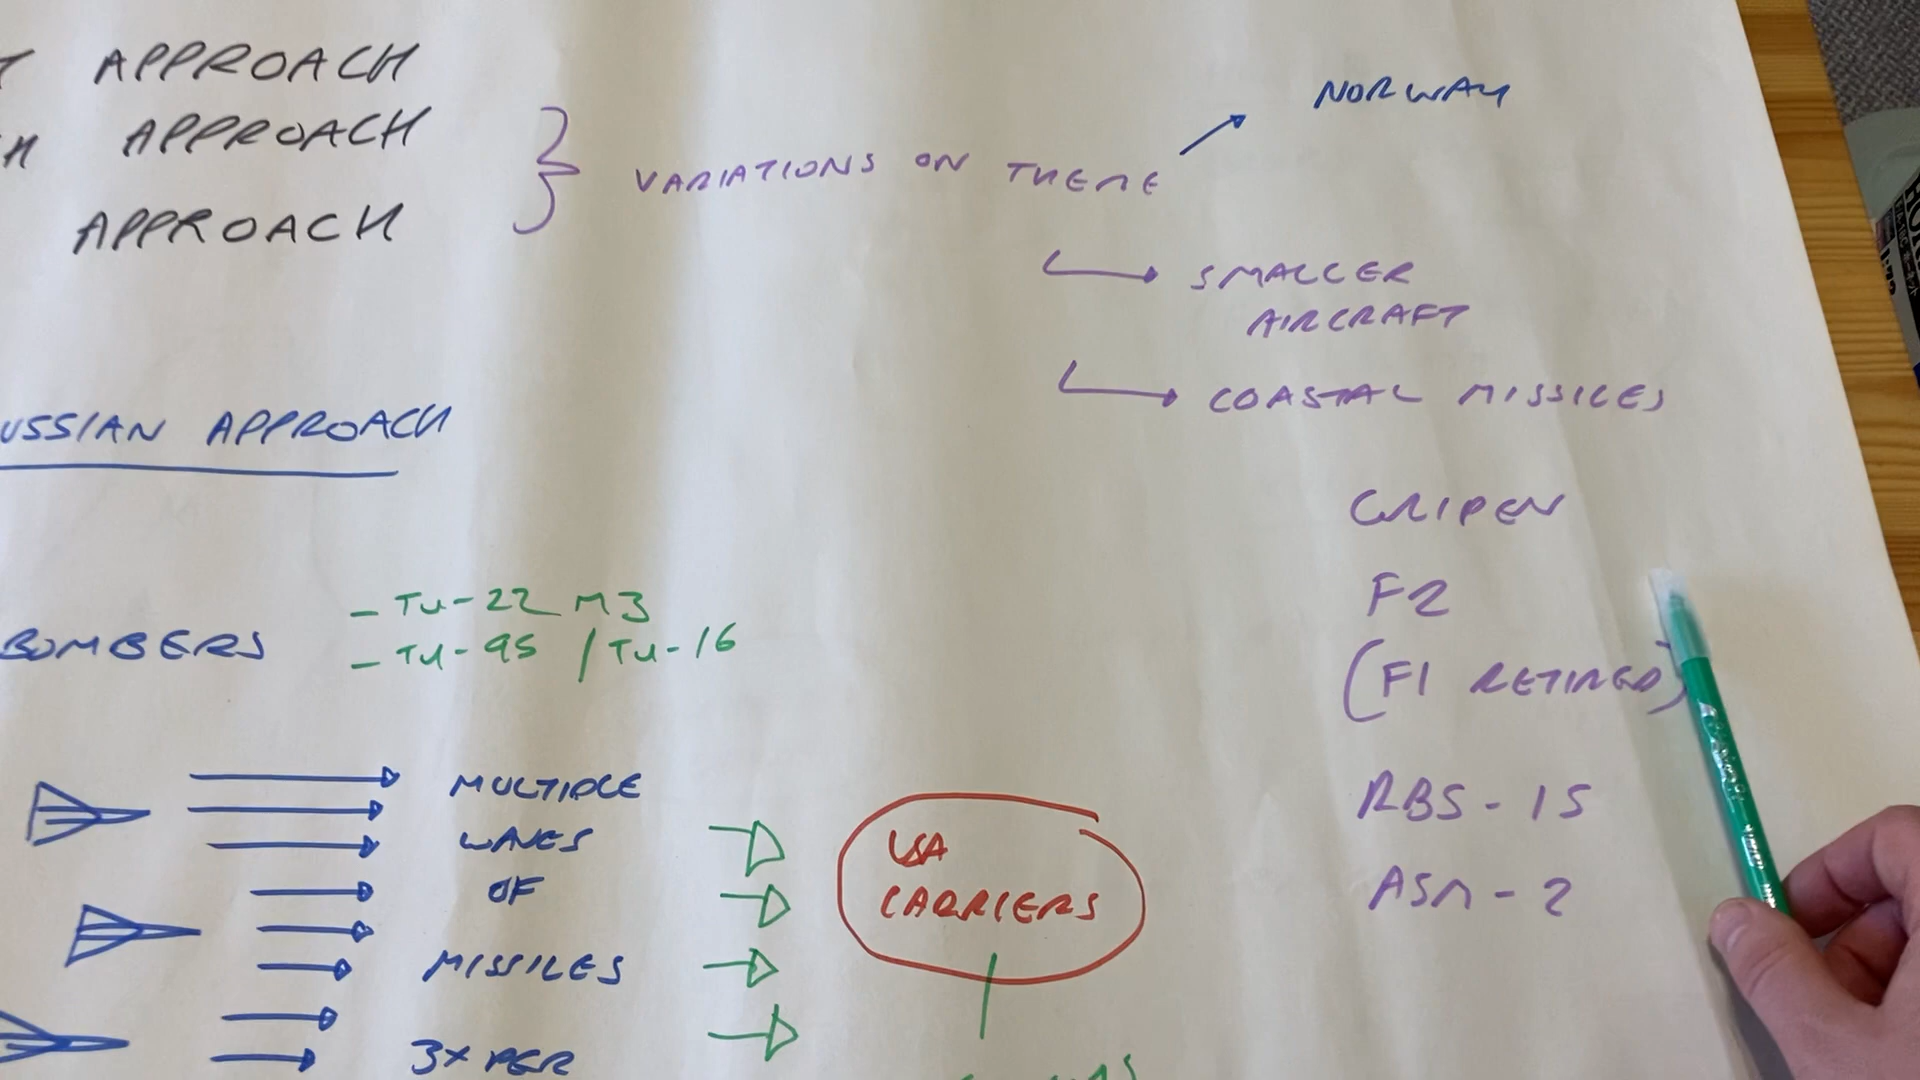 APPROACH
APPROACH
APPROACH
VARIATIONS ON THEME
NORWAY
SMALLER
AIRCRAFT
COASTAL MISSILES
USSIAN APPROACH
GRIPEN
F2
(F1 RETIRED)
RBS-15
ASM-2
BOMBERS
- Tu-22 M3
- Tu-95 / Tu-16
MULTIPLE
WAVES
OF
MISSILES
3X PER
USA
CARRIERS